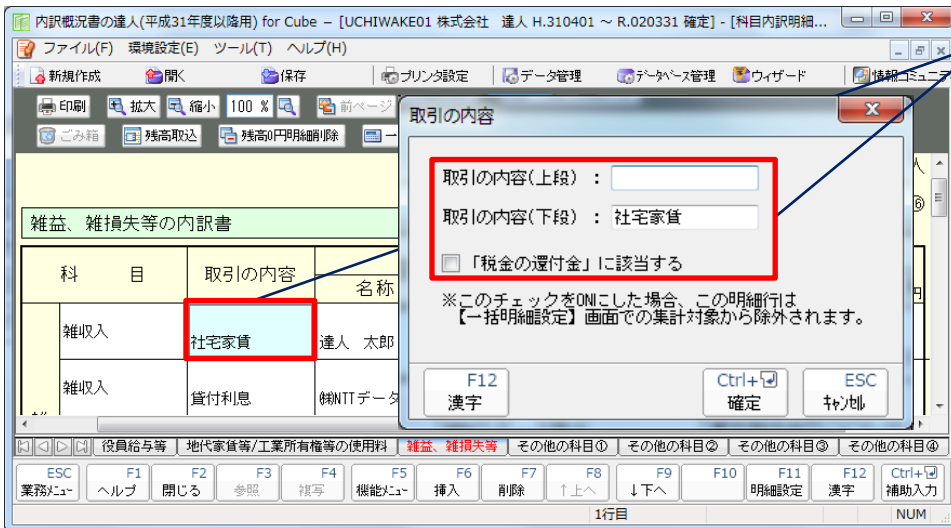 内訳概況書の達人(平成31年度以降用) for Cube － [UCHIWAKE01 株式会社　達人 H.310401 ～ R.020331 確定] - [科目内訳明細...
ファイル(F)　環境設定(E)　ツール(T)　ヘルプ(H)
新規作成　開く　保存　プリンタ設定　データ管理　データベース管理　ウィザード　情報コミュニテ
印刷　拡大　縮小　100 %　前ページ
ごみ箱　残高取込　残高0円明細削除　一
取引の内容
取引の内容(上段) ：
取引の内容(下段) ： 社宅家賃
「税金の還付金」に該当する
※このチェックをONにした場合、この明細行は
【一括明細設定】画面での集計対象から除外されます。
F12 漢字　Ctrl+ 確定　ESC ｷｬﾝｾﾙ
人
⑥
雑益、雑損失等の内訳書
科　目　取引の内容　名称　円
雑収入　社宅家賃　達人　太郎
雑収入　貸付利息　㈱NTTデータ
役員給与等　地代家賃等/工業所有権等の使用料　雑益、雑損失等　その他の科目①　その他の科目②　その他の科目③　その他の科目④
ESC　F1　F2　F3　F4　F5　F6　F7　F8　F9　F10　F11　F12　Ctrl+
業務ﾒﾆｭｰ　ヘルプ　閉じる　参照　複写　機能ﾒﾆｭｰ　挿入　削除　↑上へ　↓下へ　明細設定　漢字　補助入力
1行目　NUM